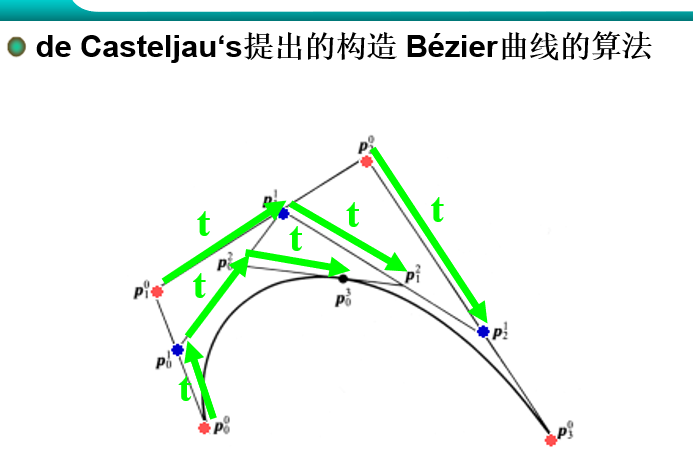 de Casteljau‘s提出的构造 Bézier曲线的算法
p₂⁰
p₁¹
t
t
t
t
p₀²
t
p₁²
p₁⁰
p₀³
p₂¹
p₀¹
t
p₀⁰
p₃⁰